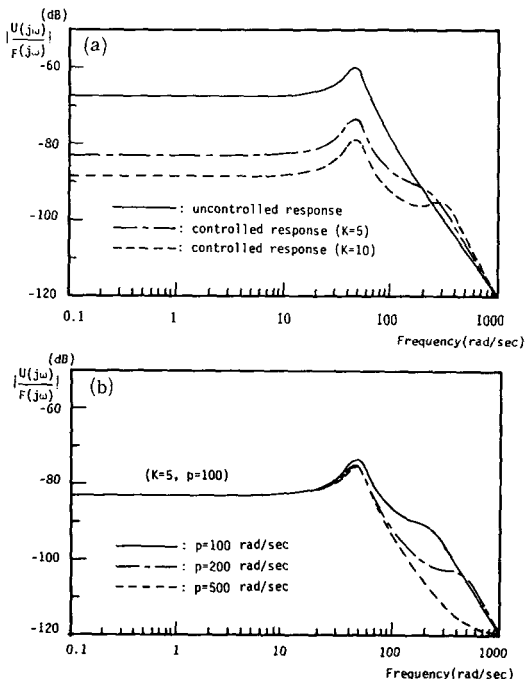 (dB)
|U(jω)/F(jω)|
(a)
-60
-80
-100
-120
———: uncontrolled response
—-—: controlled response (K=5)
-----: controlled response (K=10)
0.1 1 10 100 1000
Frequency(rad/sec)
(dB)
|U(jω)/F(jω)|
(b)
-60
-80
-100
-120
(K=5, p=100)
———: p=100 rad/sec
—-—: p=200 rad/sec
-----: p=500 rad/sec
0.1 1 10 100 1000
Frequency(rad/sec)